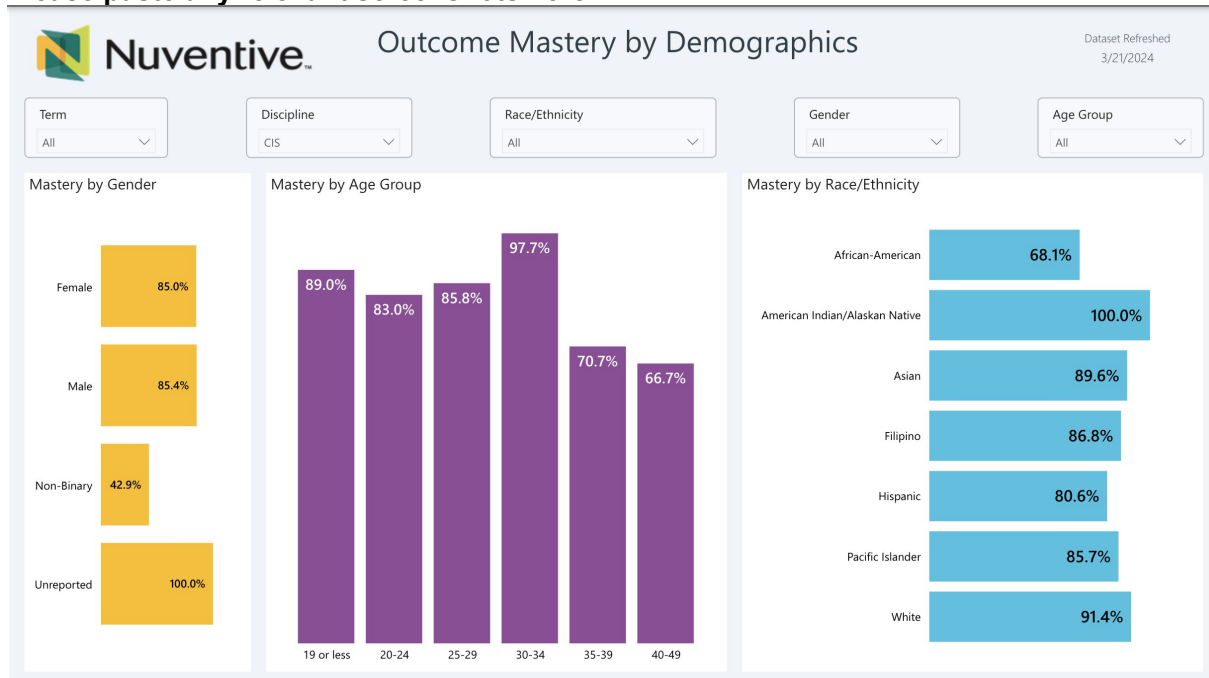 Nuventive™
Outcome Mastery by Demographics
Dataset Refreshed
3/21/2024
Term
All
Discipline
CIS
Race/Ethnicity
All
Gender
All
Age Group
All
Mastery by Gender
Female 85.0%
Male 85.4%
Non-Binary 42.9%
Unreported 100.0%
Mastery by Age Group
89.0% 83.0% 85.8% 97.7% 70.7% 66.7%
19 or less 20-24 25-29 30-34 35-39 40-49
Mastery by Race/Ethnicity
African-American 68.1%
American Indian/Alaskan Native 100.0%
Asian 89.6%
Filipino 86.8%
Hispanic 80.6%
Pacific Islander 85.7%
White 91.4%